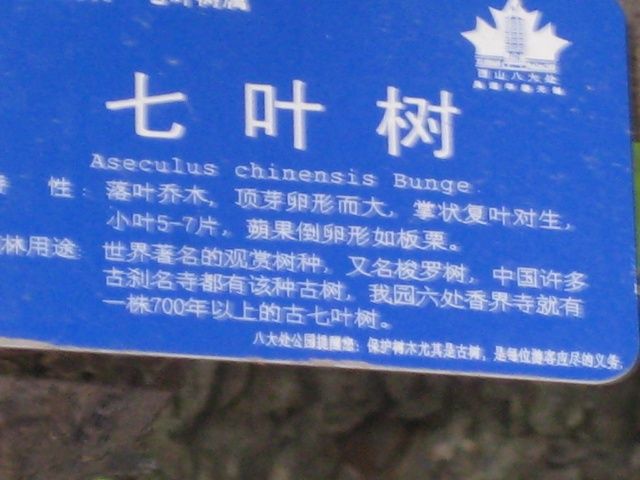 西山八大处
七叶树
Aseculus chinensis Bunge
性: 落叶乔木, 顶芽卵形而大, 掌状复叶对生,
小叶5-7片, 蒴果倒卵形如板栗。
林用途: 世界著名的观赏树种, 又名梭罗树, 中国许多
古刹名寺都有该种古树, 我园六处香界寺就有
一株700年以上的古七叶树。
八大处公园提醒您: 保护树木尤其是古树, 是每位游客应尽的义务.